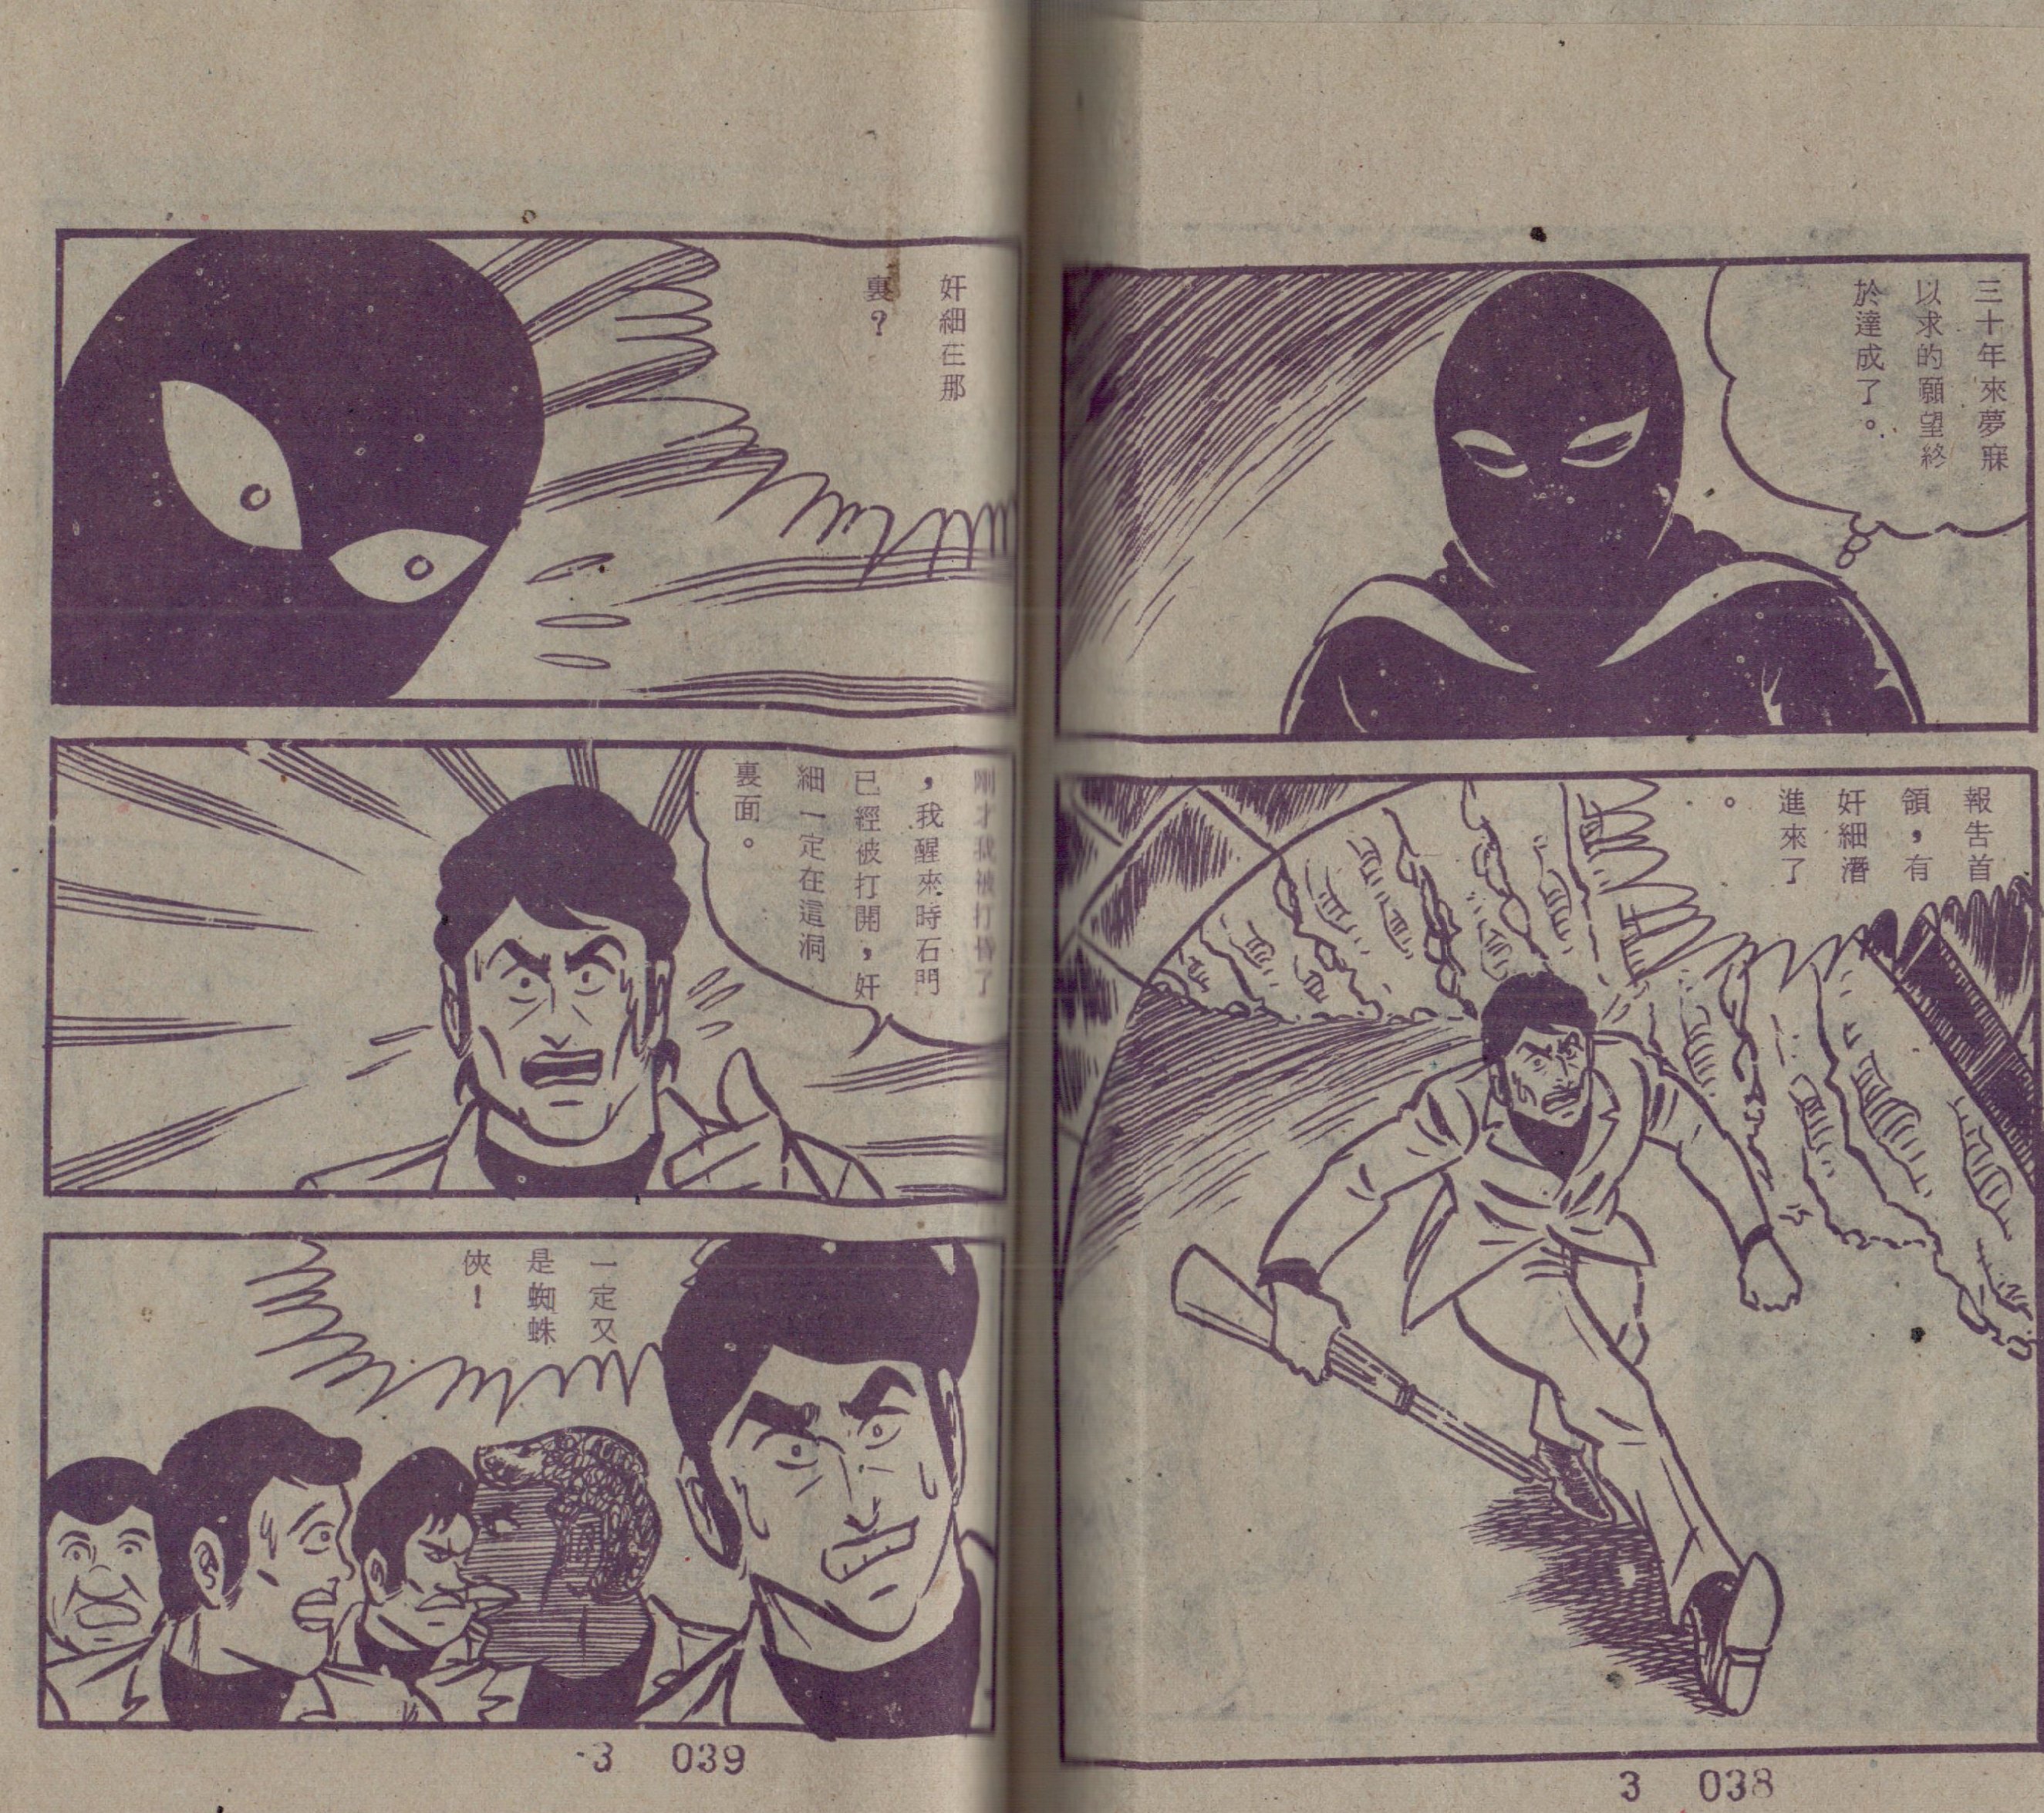 三十年來夢寐
以求的願望終
於達成了。
報告首
領，有
奸細潛
進來了
。
3 038
奸細在那
裏？
剛才我被打昏了
，我醒來時石門
已經被打開，奸
細一定在這洞
裏面。
一定又
是蜘蛛
俠！
3 039